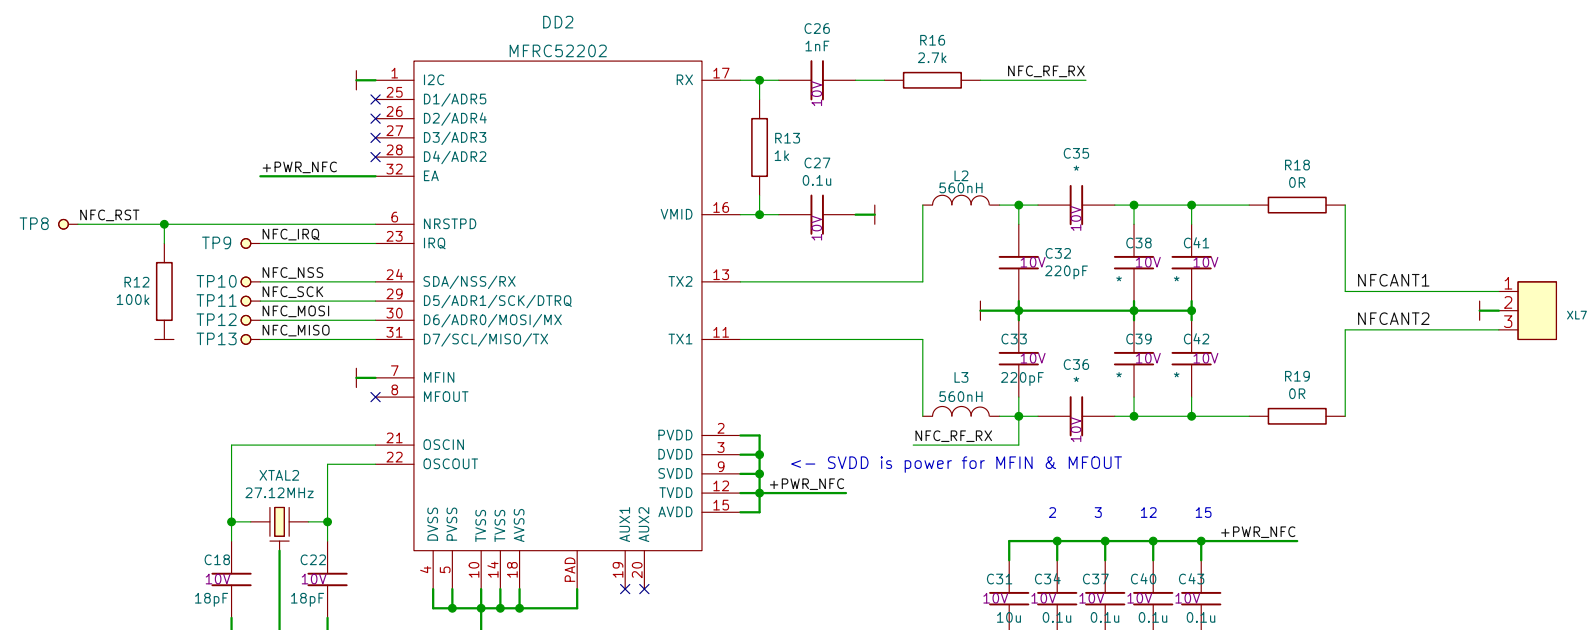 DD2
MFRC52202
1 I2C
25 D1/ADR5
26 D2/ADR4
27 D3/ADR3
28 D4/ADR2
+PWR_NFC 32 EA
TP8 NFC_RST 6 NRSTPD
TP9 NFC_IRQ 23 IRQ
R12
100k
TP10 NFC_NSS 24 SDA/NSS/RX
TP11 NFC_SCK 29 D5/ADR1/SCK/DTRQ
TP12 NFC_MOSI 30 D6/ADR0/MOSI/MX
TP13 NFC_MISO 31 D7/SCL/MISO/TX
7 MFIN
8 MFOUT
21 OSCIN
22 OSCOUT
XTAL2
27.12MHz
C18
10V
18pF
C22
10V
18pF
DVSS 4
PVSS 5
TVSS 10
TVSS 14
AVSS 18
PAD
AUX1 19
AUX2 20
RX 17
VMID 16
TX2 13
TX1 11
PVDD 2
DVDD 3
SVDD 9
TVDD 12
AVDD 15
+PWR_NFC
<- SVDD is power for MFIN & MFOUT
C26
1nF
10V
R16
2.7k
NFC_RF_RX
R13
1k
C27
0.1u
10V
L2
560nH
C35
*
10V
R18
0R
C32
10V
220pF
C38
10V
*
C41
10V
*
C33
10V
220pF
C39
10V
*
C42
10V
*
L3
560nH
C36
*
10V
R19
0R
NFC_RF_RX
NFCANT1 1
2
NFCANT2 3
XL7
2 3 12 15
+PWR_NFC
C31 C34 C37 C40 C43
10V 10V 10V 10V 10V
10u 0.1u 0.1u 0.1u 0.1u